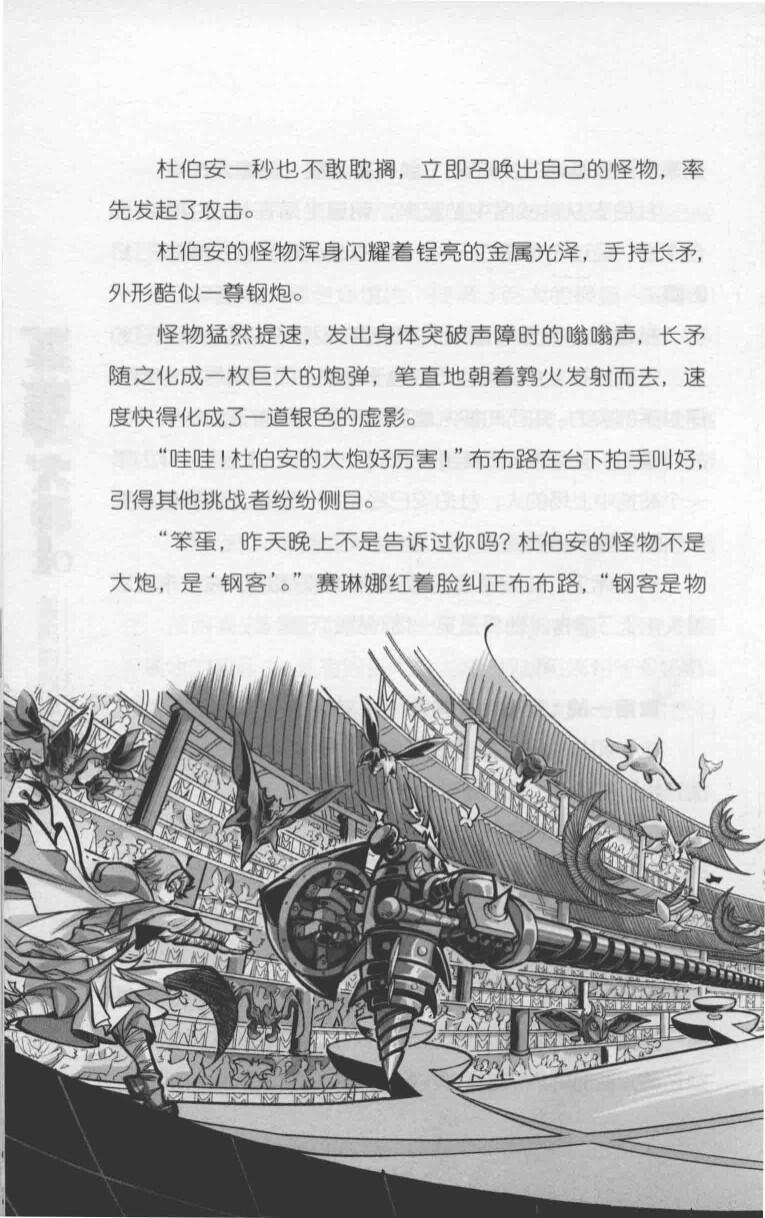 杜伯安一秒也不敢耽搁，立即召唤出自己的怪物，率
先发起了攻击。
杜伯安的怪物浑身闪耀着锃亮的金属光泽，手持长矛，
外形酷似一尊钢炮。
怪物猛然提速，发出身体突破声障时的嗡嗡声，长矛
随之化成一枚巨大的炮弹，笔直地朝着鹑火发射而去，速
度快得化成了一道银色的虚影。
“哇哇！杜伯安的大炮好厉害！”布布路在台下拍手叫好，
引得其他挑战者纷纷侧目。
“笨蛋，昨天晚上不是告诉过你吗？杜伯安的怪物不是
大炮，是‘钢客’。”赛琳娜红着脸纠正布布路，“钢客是物